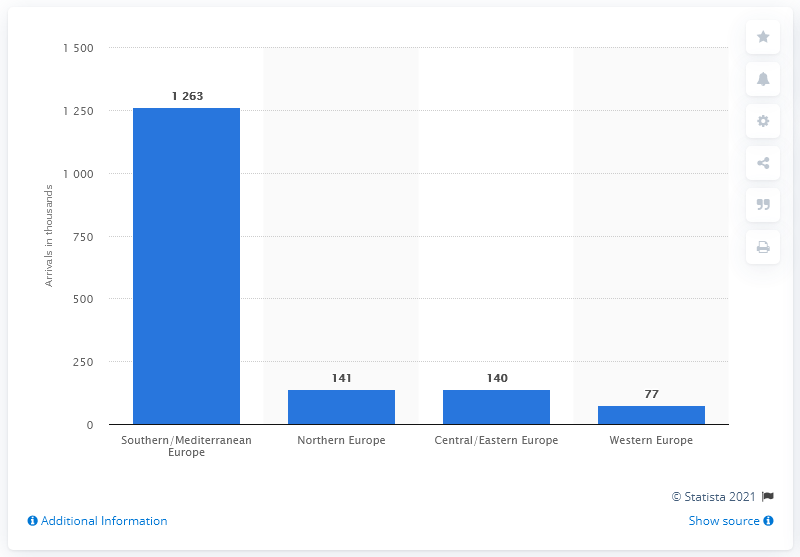 1 500
1 250
1 000
750
500
250
0
Arrivals in thousands
1 263
141
140
77
Southern/Mediterranean
Europe
Northern Europe
Central/Eastern Europe
Western Europe
© Statista 2021
Additional Information
Show source